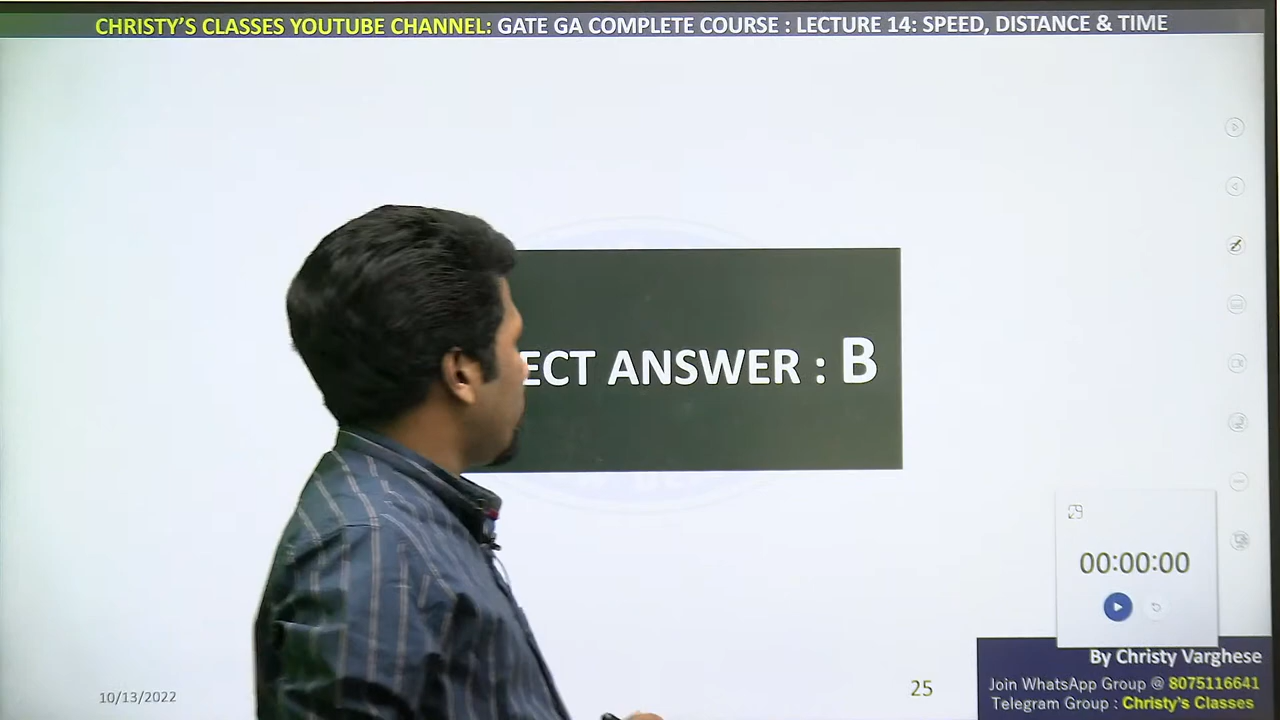 CHRISTY'S CLASSES YOUTUBE CHANNEL: GATE GA COMPLETE COURSE : LECTURE 14: SPEED, DISTANCE & TIME
ECT ANSWER : B
00:00:00
By Christy Varghese
Join WhatsApp Group @ 8075116641
Telegram Group : Christy's Classes
10/13/2022
25